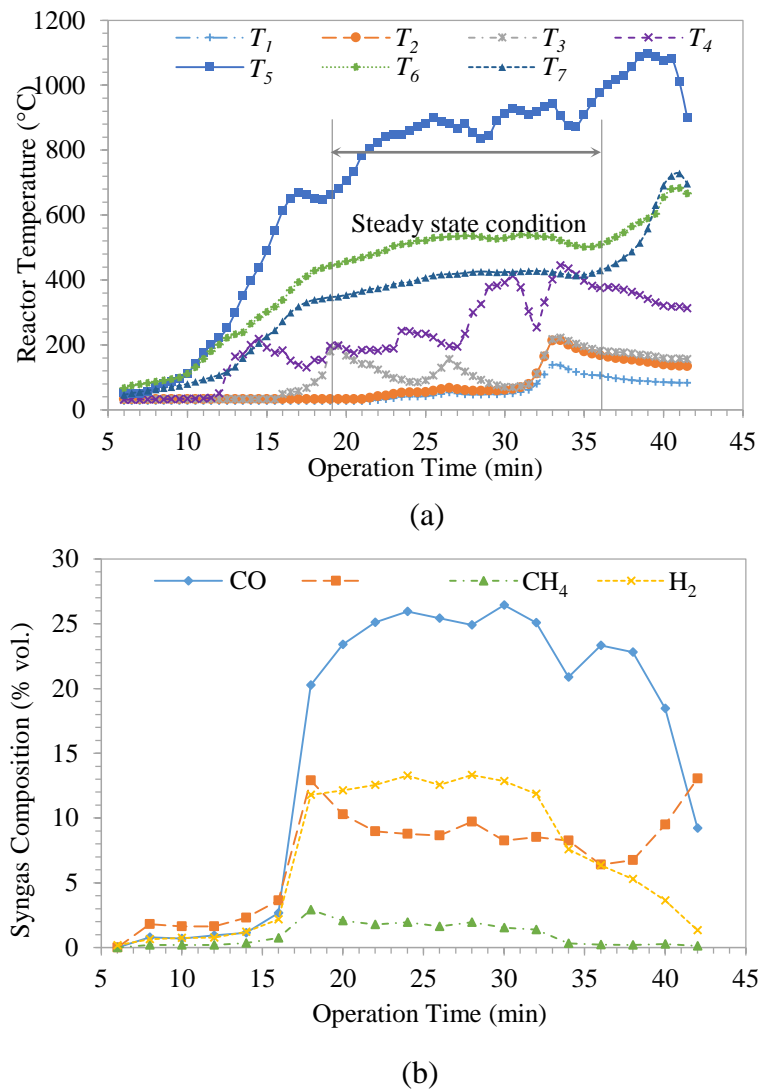 1200
1000
800
600
400
200
0
Reactor Temperature (°C)
T1 T2 T3 T4
T5 T6 T7
Steady state condition
5 10 15 20 25 30 35 40 45
Operation Time (min)
(a)
30
25
20
15
10
5
0
Syngas Composition (% vol.)
CO CH4 H2
5 10 15 20 25 30 35 40 45
Operation Time (min)
(b)